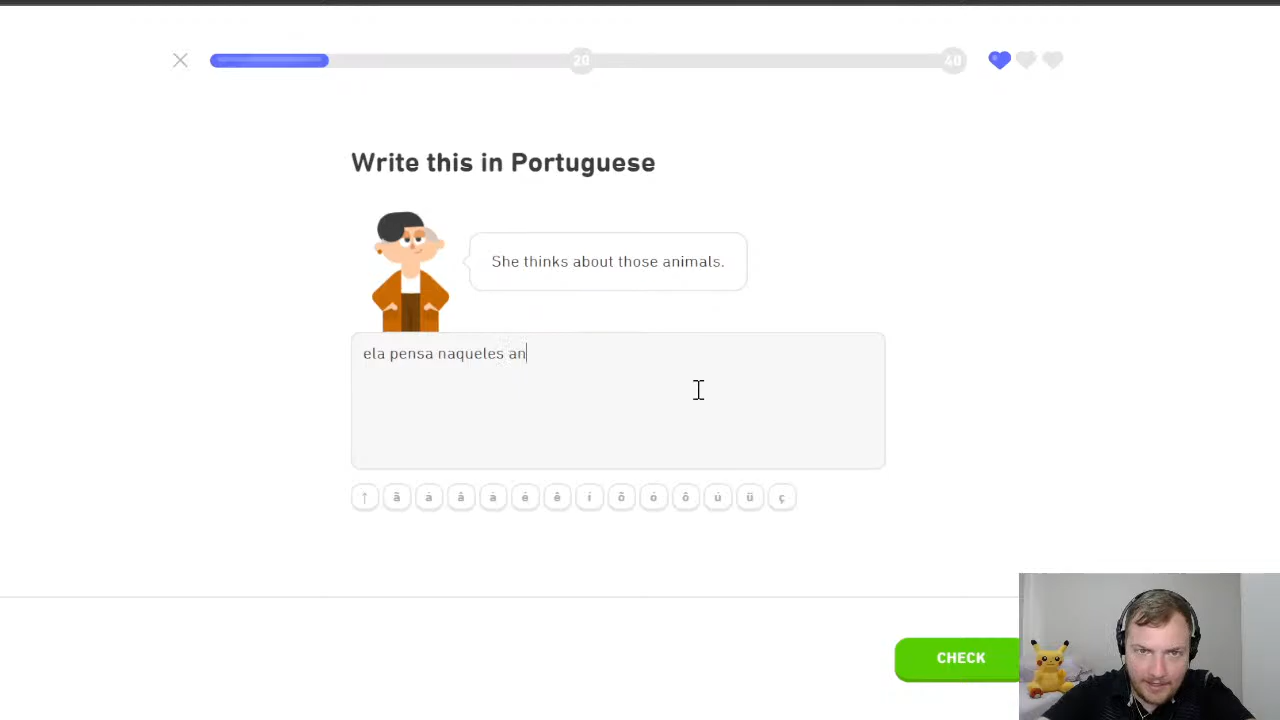 20
40
Write this in Portuguese
She thinks about those animals.
ela pensa naqueles an
↑ ã á â à é ê í õ ó ô ú ü ç
CHECK